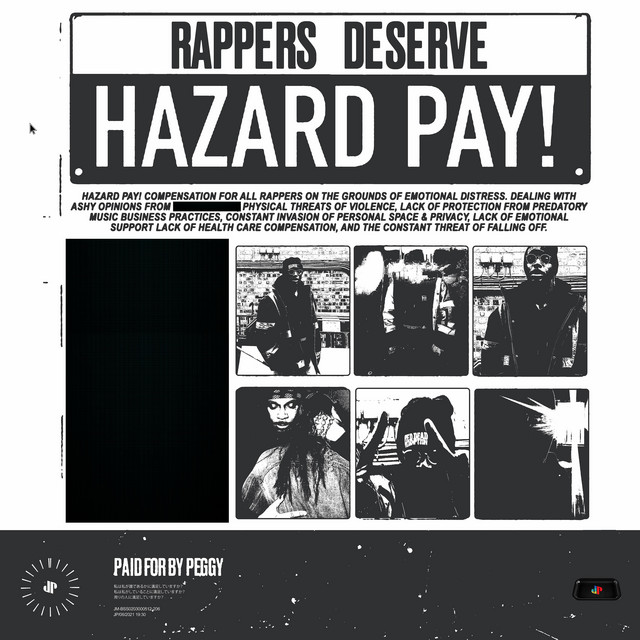 RAPPERS DESERVE
HAZARD PAY!
HAZARD PAY! COMPENSATION FOR ALL RAPPERS ON THE GROUNDS OF EMOTIONAL DISTRESS. DEALING WITH
ASHY OPINIONS FROM PHYSICAL THREATS OF VIOLENCE, LACK OF PROTECTION FROM PREDATORY
MUSIC BUSINESS PRACTICES, CONSTANT INVASION OF PERSONAL SPACE & PRIVACY, LACK OF EMOTIONAL
SUPPORT LACK OF HEALTH CARE COMPENSATION, AND THE CONSTANT THREAT OF FALLING OFF.
PAID FOR BY PEGGY
JP